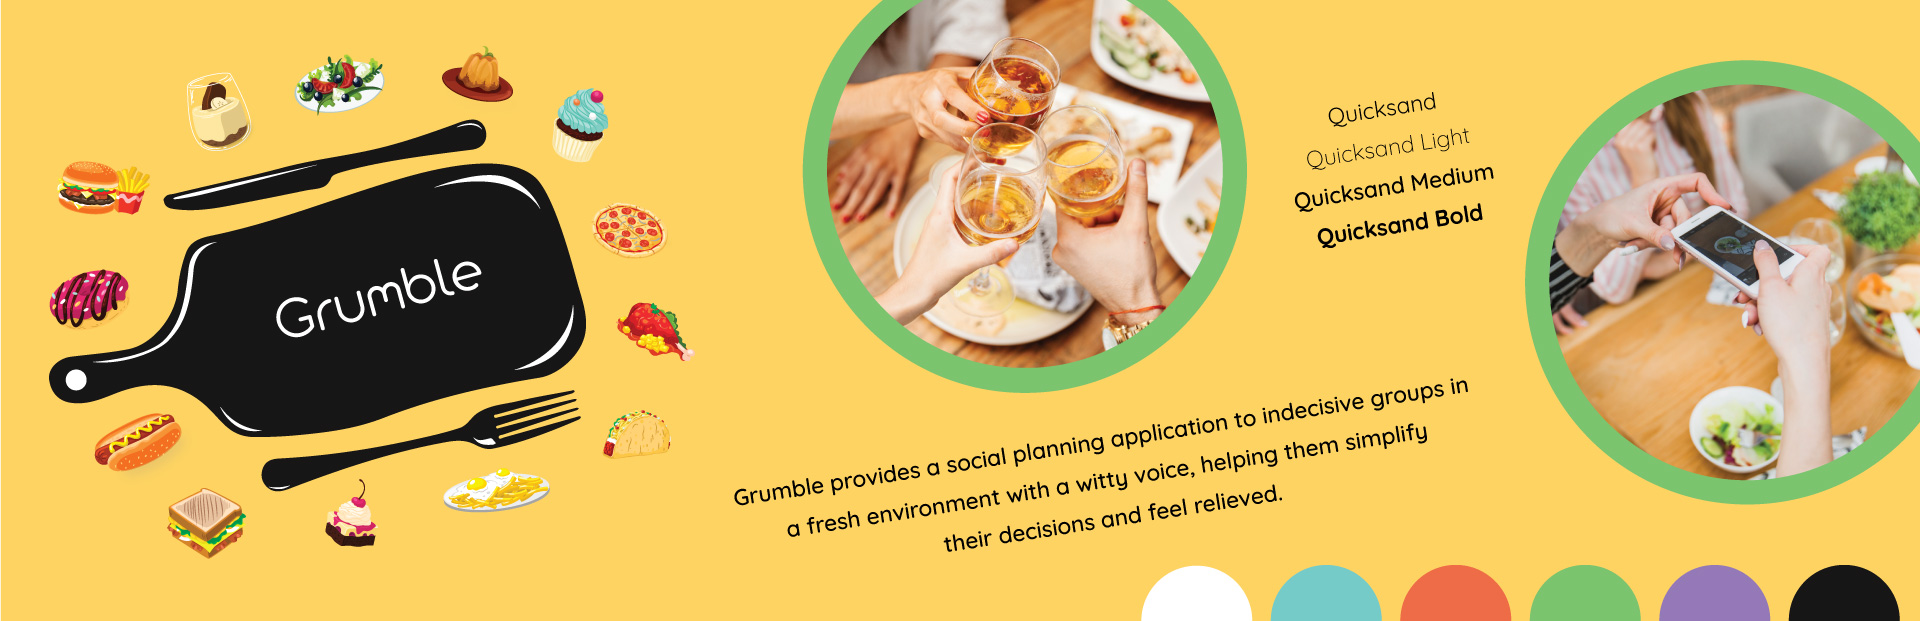 Grumble
Quicksand
Quicksand Light
Quicksand Medium
Quicksand Bold
Grumble provides a social planning application to indecisive groups in
a fresh environment with a witty voice, helping them simplify
their decisions and feel relieved.